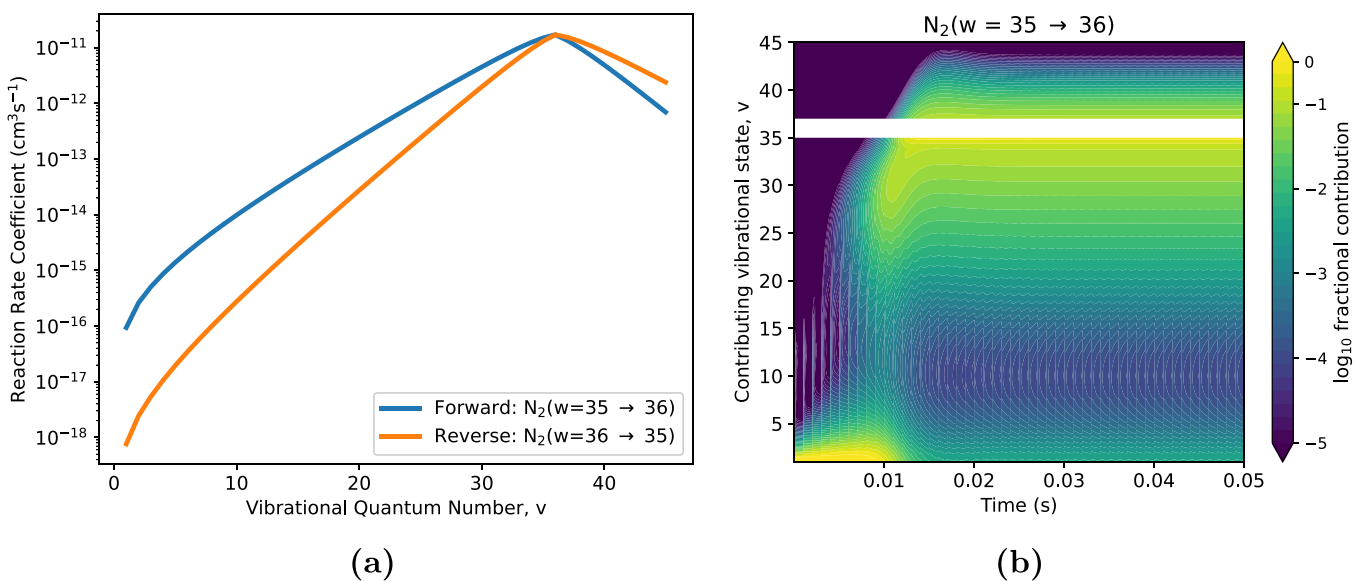 Reaction Rate Coefficient (cm³s⁻¹)
10⁻¹¹
10⁻¹²
10⁻¹³
10⁻¹⁴
10⁻¹⁵
10⁻¹⁶
10⁻¹⁷
10⁻¹⁸
Forward: N₂(w=35 → 36)
Reverse: N₂(w=36 → 35)
0 10 20 30 40
Vibrational Quantum Number, v
(a)
N₂(w = 35 → 36)
Contributing vibrational state, v
45
40
35
30
25
20
15
10
5
0.01 0.02 0.03 0.04 0.05
Time (s)
0
−1
−2
−3
−4
−5
log₁₀ fractional contribution
(b)